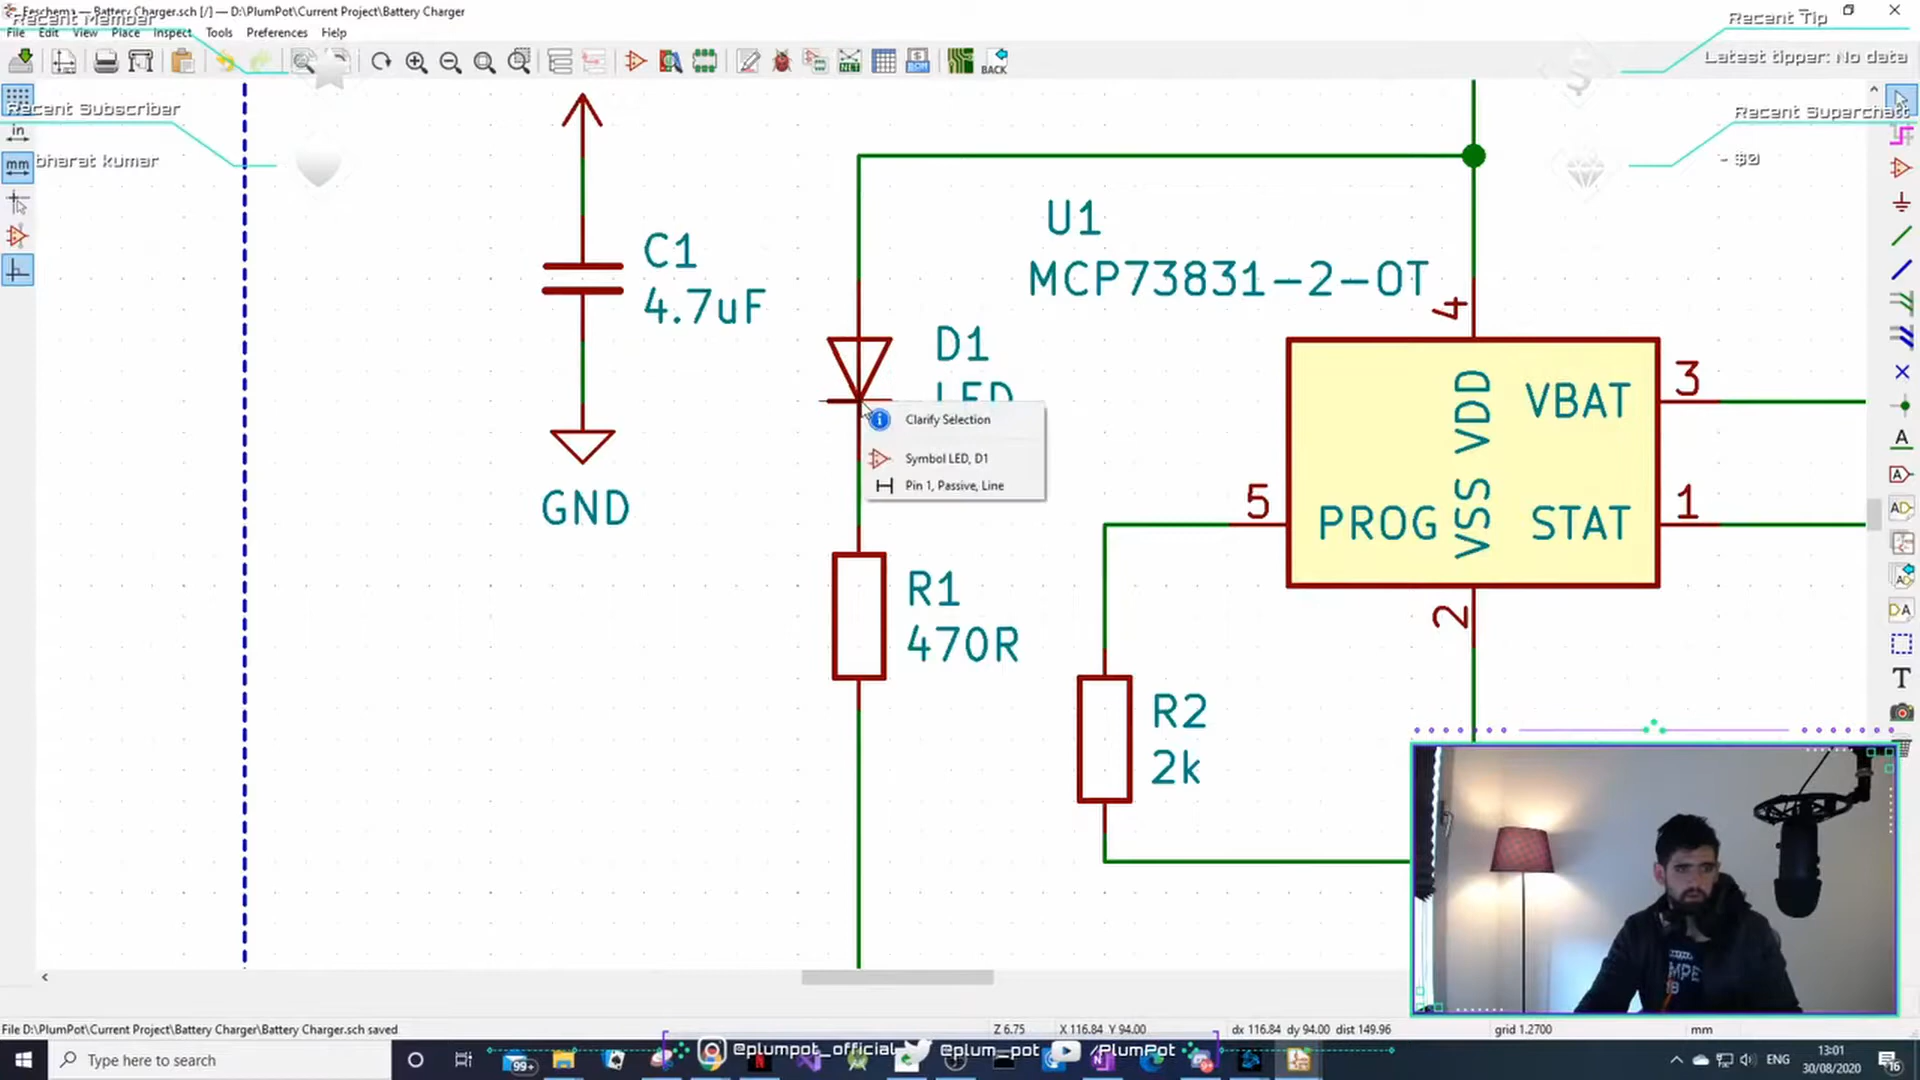 Eeschema — Battery Charger.sch [/] — D:\PlumPot\Current Project\Battery Charger
Recent Member
File Edit View Place Inspect Tools Preferences Help
Recent Tip
Latest tipper: No data
BACK
Recent Subscriber
bharat kumar
Recent Superchat
- $0
in
mm
C1
4.7uF
GND
U1
MCP73831-2-OT
4
D1
LED
Clarify Selection
Symbol LED, D1
Pin 1, Passive, Line
VDD
VBAT
3
5
PROG
VSS
STAT
1
2
R1
470R
R2
2k
File D:\PlumPot\Current Project\Battery Charger\Battery Charger.sch saved
Z 6.75
X 116.84 Y 94.00
dx 116.84 dy 94.00 dist 149.96
grid 1.2700
mm
Type here to search
99+
@plumpot_official
@plum_pot
/PlumPot
ENG
13:01
30/08/2020
16